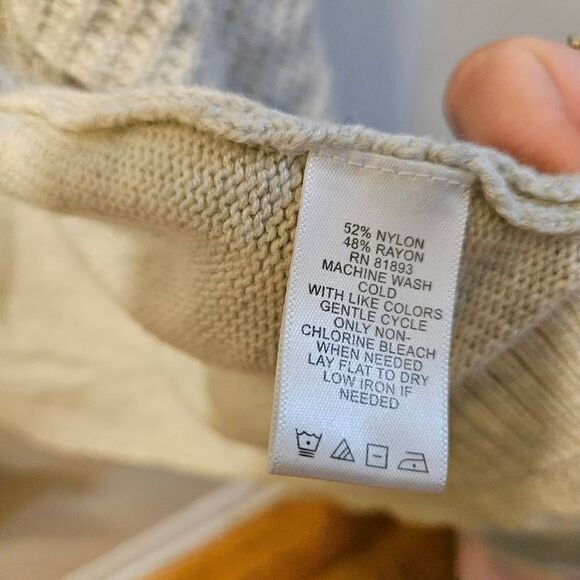 52% NYLON
48% RAYON
RN 81893
MACHINE WASH
COLD
WITH LIKE COLORS
GENTLE CYCLE
ONLY NON-
CHLORINE BLEACH
WHEN NEEDED
LAY FLAT TO DRY
LOW IRON IF
NEEDED